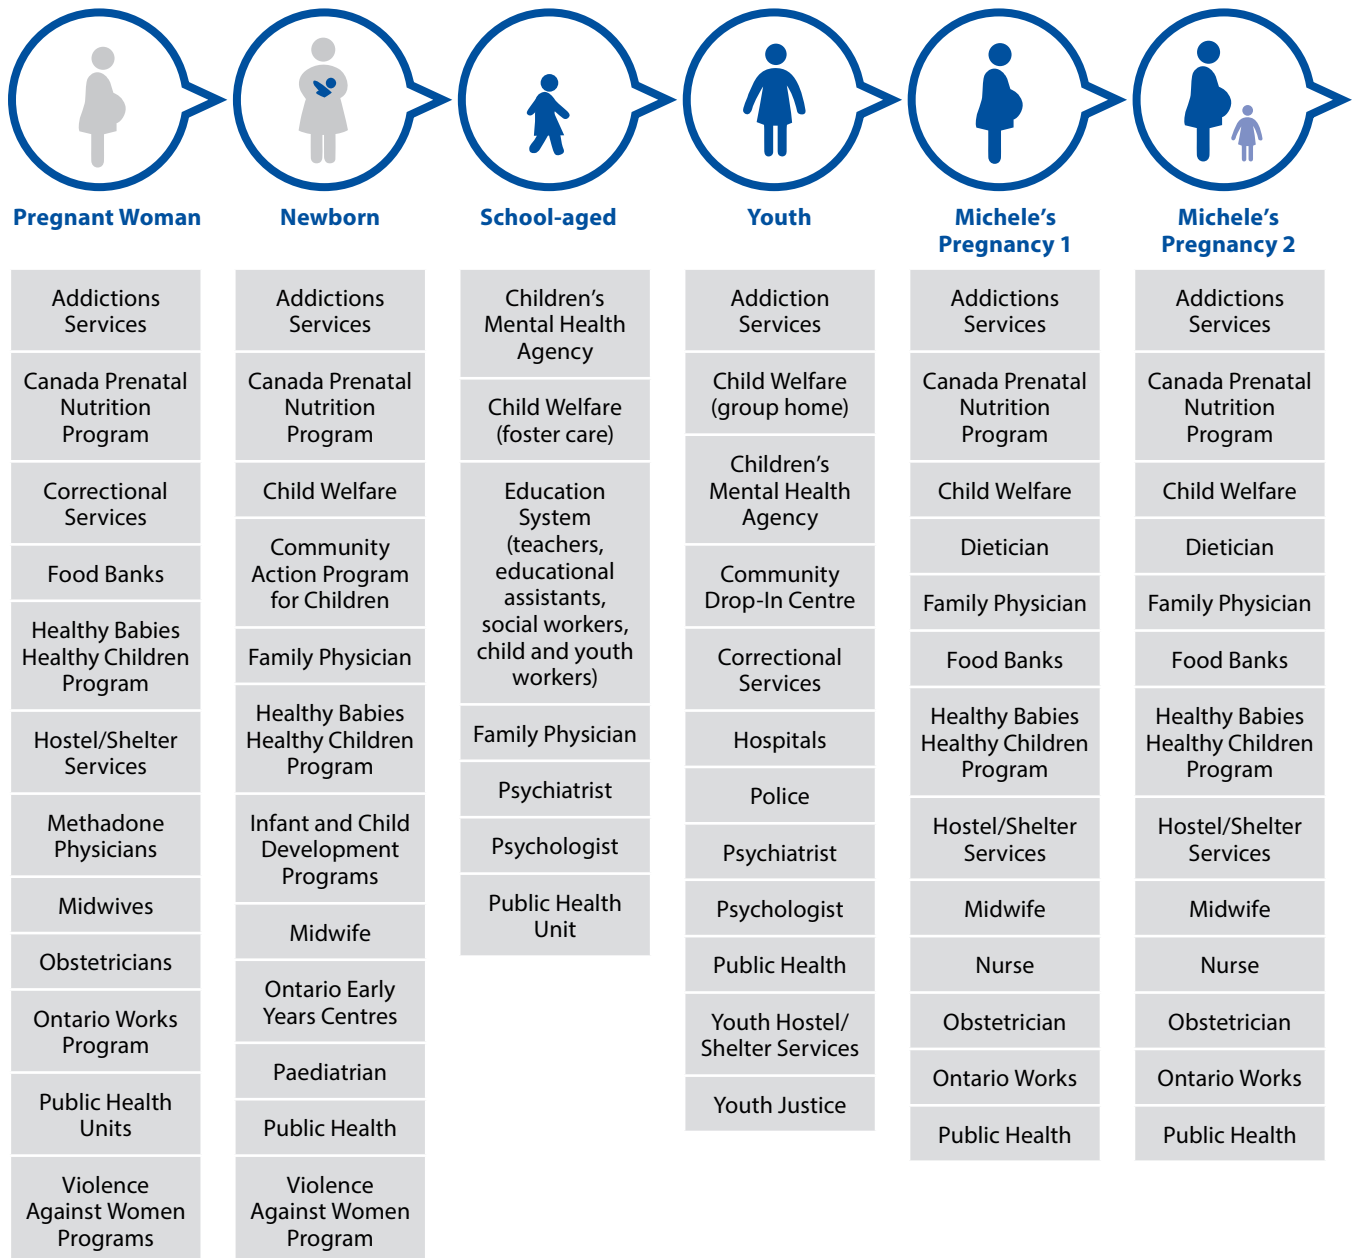 Pregnant Woman
Newborn
School-aged
Youth
Michele’s
Pregnancy 1
Michele’s
Pregnancy 2
Addictions
Services
Canada Prenatal
Nutrition
Program
Correctional
Services
Food Banks
Healthy Babies
Healthy Children
Program
Hostel/Shelter
Services
Methadone
Physicians
Midwives
Obstetricians
Ontario Works
Program
Public Health
Units
Violence
Against Women
Programs
Addictions
Services
Canada Prenatal
Nutrition
Program
Child Welfare
Community
Action Program
for Children
Family Physician
Healthy Babies
Healthy Children
Program
Infant and Child
Development
Programs
Midwife
Ontario Early
Years Centres
Paediatrian
Public Health
Violence
Against Women
Program
Children’s
Mental Health
Agency
Child Welfare
(foster care)
Education
System
(teachers,
educational
assistants,
social workers,
child and youth
workers)
Family Physician
Psychiatrist
Psychologist
Public Health
Unit
Addiction
Services
Child Welfare
(group home)
Children’s
Mental Health
Agency
Community
Drop-In Centre
Correctional
Services
Hospitals
Police
Psychiatrist
Psychologist
Public Health
Youth Hostel/
Shelter Services
Youth Justice
Addictions
Services
Canada Prenatal
Nutrition
Program
Child Welfare
Dietician
Family Physician
Food Banks
Healthy Babies
Healthy Children
Program
Hostel/Shelter
Services
Midwife
Nurse
Obstetrician
Ontario Works
Public Health
Addictions
Services
Canada Prenatal
Nutrition
Program
Child Welfare
Dietician
Family Physician
Food Banks
Healthy Babies
Healthy Children
Program
Hostel/Shelter
Services
Midwife
Nurse
Obstetrician
Ontario Works
Public Health